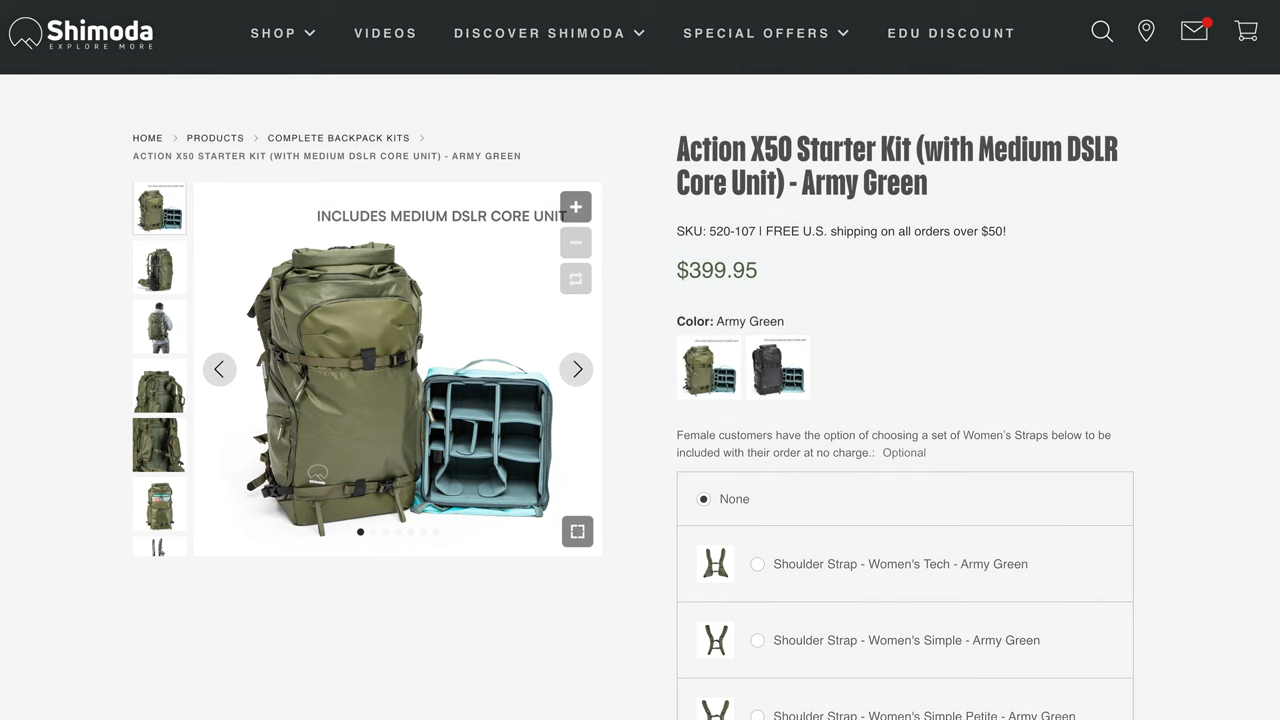 Shimoda
EXPLORE MORE
SHOP
VIDEOS
DISCOVER SHIMODA
SPECIAL OFFERS
EDU DISCOUNT
HOME
PRODUCTS
COMPLETE BACKPACK KITS
ACTION X50 STARTER KIT (WITH MEDIUM DSLR CORE UNIT) - ARMY GREEN
INCLUDES MEDIUM DSLR CORE UNIT
SHIMODA
Action X50 Starter Kit (with Medium DSLR
Core Unit) - Army Green
SKU: 520-107 | FREE U.S. shipping on all orders over $50!
$399.95
Color: Army Green
Female customers have the option of choosing a set of Women's Straps below to be
included with their order at no charge.: Optional
None
Shoulder Strap - Women's Tech - Army Green
Shoulder Strap - Women's Simple - Army Green
Shoulder Strap - Women's Simple Petite - Army Green